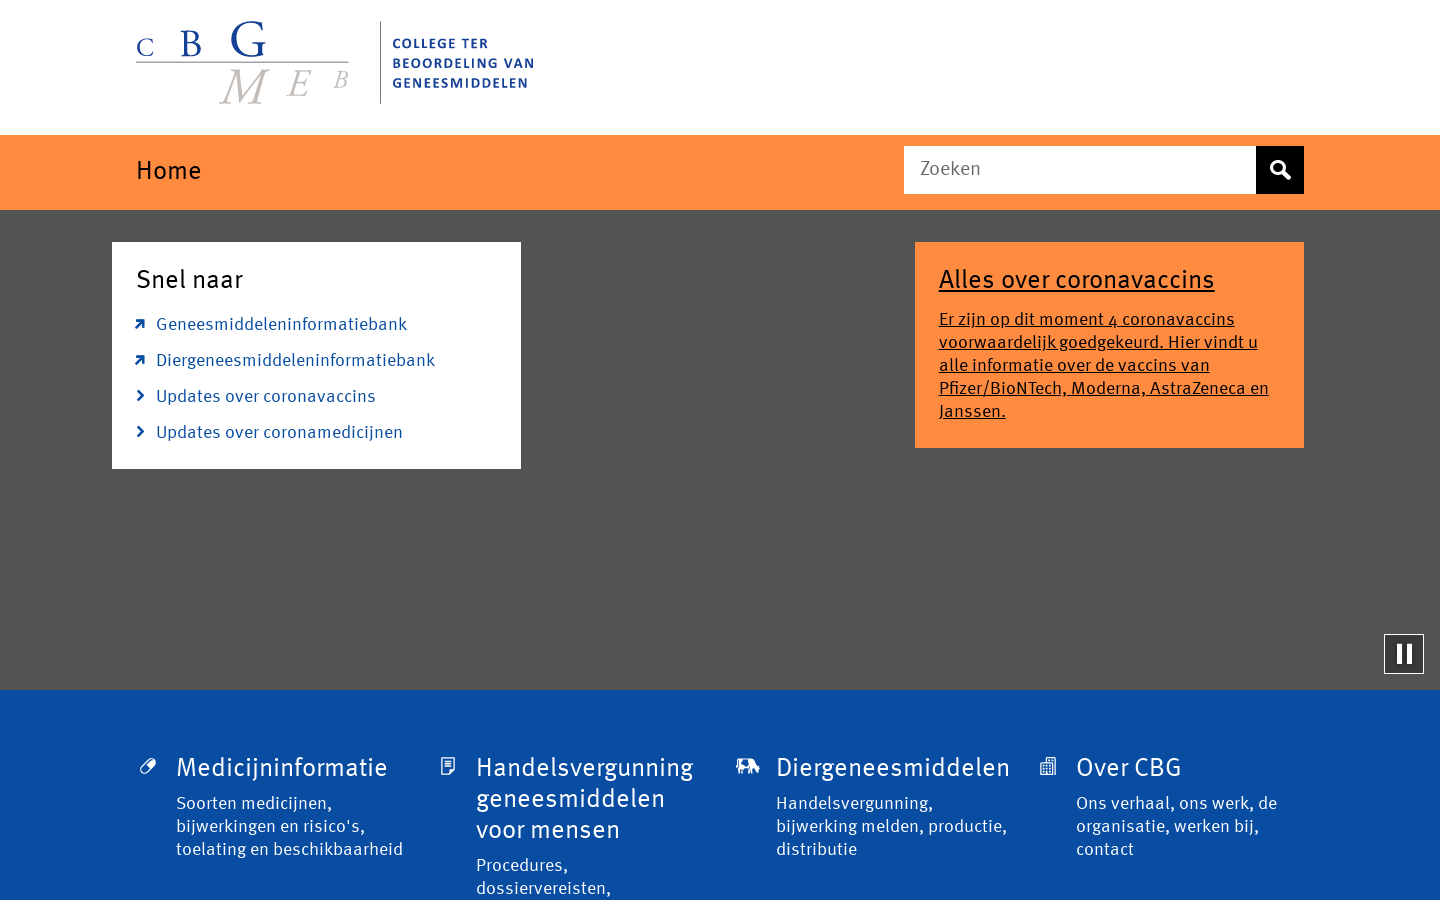 C B G
M E B
COLLEGE TER
BEOORDELING VAN
GENEESMIDDELEN
Home
Zoeken
Snel naar
Geneesmiddeleninformatiebank
Diergeneesmiddeleninformatiebank
Updates over coronavaccins
Updates over coronamedicijnen
Alles over coronavaccins
Er zijn op dit moment 4 coronavaccins
voorwaardelijk goedgekeurd. Hier vindt u
alle informatie over de vaccins van
Pfizer/BioNTech, Moderna, AstraZeneca en
Janssen.
Medicijninformatie
Soorten medicijnen,
bijwerkingen en risico's,
toelating en beschikbaarheid
Handelsvergunning
geneesmiddelen
voor mensen
Procedures,
dossiervereisten,
Diergeneesmiddelen
Handelsvergunning,
bijwerking melden, productie,
distributie
Over CBG
Ons verhaal, ons werk, de
organisatie, werken bij,
contact